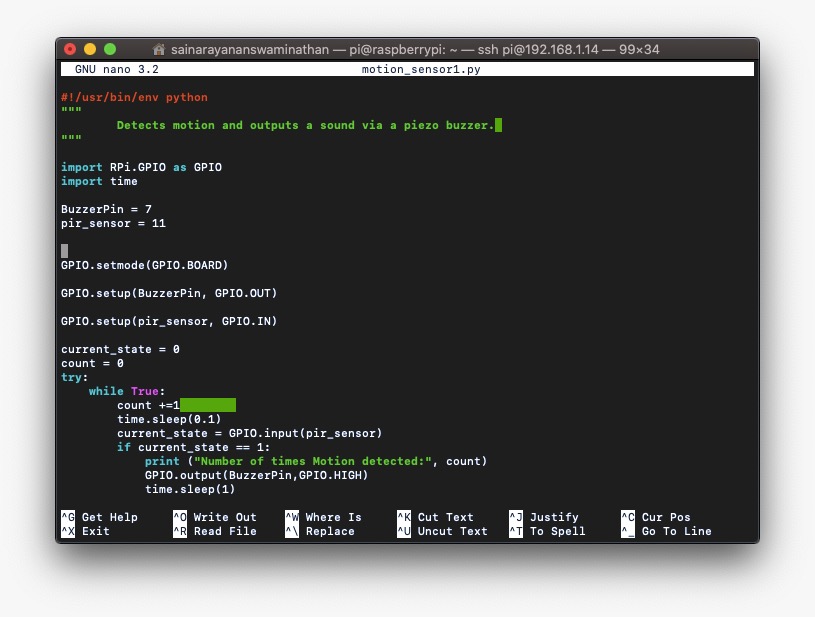 sainarayananswaminathan — pi@raspberrypi: ~ — ssh pi@192.168.1.14 — 99×34
GNU nano 3.2 motion_sensor1.py
#!/usr/bin/env python
"""
Detects motion and outputs a sound via a piezo buzzer.
"""
import RPi.GPIO as GPIO
import time
BuzzerPin = 7
pir_sensor = 11
GPIO.setmode(GPIO.BOARD)
GPIO.setup(BuzzerPin, GPIO.OUT)
GPIO.setup(pir_sensor, GPIO.IN)
current_state = 0
count = 0
try:
    while True:
        count +=1
        time.sleep(0.1)
        current_state = GPIO.input(pir_sensor)
        if current_state == 1:
            print ("Number of times Motion detected:", count)
            GPIO.output(BuzzerPin,GPIO.HIGH)
            time.sleep(1)
^G Get Help ^O Write Out ^W Where Is ^K Cut Text ^J Justify ^C Cur Pos
^X Exit ^R Read File ^\ Replace ^U Uncut Text ^T To Spell ^_ Go To Line